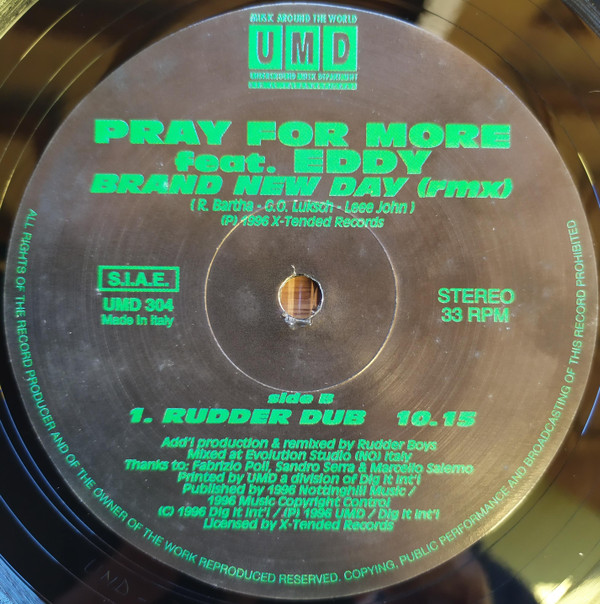 MUSIC AROUND THE WORLD
UMD
UNDERGROUND MUSIC DEPARTMENT
PRAY FOR MORE
feat. EDDY
BRAND NEW DAY (rmx)
( R. Bartha - G.O. Luksch - Leee John )
(P) 1996 X-Tended Records
S.I.A.E.
UMD 304
Made in Italy
STEREO
33 RPM
side B
1. RUDDER DUB 10.15
Add'l production & remixed by Rudder Boys
Mixed at Evolution Studio (NO) Italy
Thanks to: Fabrizio Poli, Sandro Serra & Marcello Salerno
Printed by UMD a division of Dig It Int'l
Published by 1996 Nottinghill Music /
1996 Music Copyright Control
(C) 1996 Dig It Int'l / (P) 1996 UMD / Dig It Int'l
Licensed by X-Tended Records
ALL RIGHTS OF THE RECORD PRODUCER AND OF THE OWNER OF THE WORK REPRODUCED RESERVED. COPYING, PUBLIC PERFORMANCE AND BROADCASTING OF THIS RECORD PROHIBITED